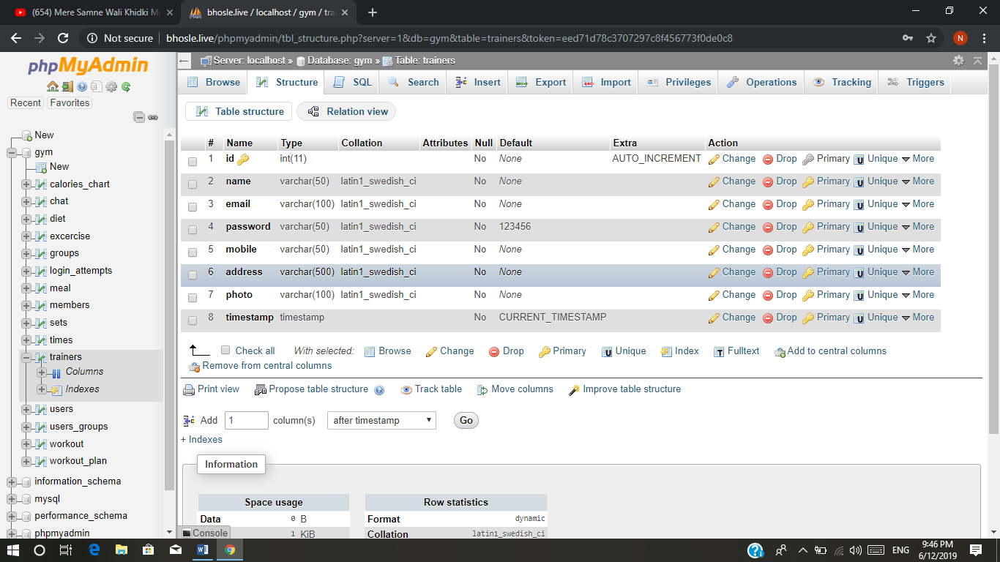 (654) Mere Samne Wali Khidki M
bhosle.live / localhost / gym / tra
Not secure | bhosle.live/phpmyadmin/tbl_structure.php?server=1&db=gym&table=trainers&token=eed71d78c3707297c8f456773f0de0c8
N
phpMyAdmin
Recent Favorites
New
gym
New
calories_chart
chat
diet
excercise
groups
login_attempts
meal
members
sets
times
trainers
Columns
Indexes
users
users_groups
workout
workout_plan
information_schema
mysql
performance_schema
phpmyadmin
Server: localhost » Database: gym » Table: trainers
Browse Structure SQL Search Insert Export Import Privileges Operations Tracking Triggers
Table structure Relation view
# Name Type Collation Attributes Null Default Extra Action
1 id int(11) No None AUTO_INCREMENT Change Drop Primary Unique More
2 name varchar(50) latin1_swedish_ci No None Change Drop Primary Unique More
3 email varchar(100) latin1_swedish_ci No None Change Drop Primary Unique More
4 password varchar(50) latin1_swedish_ci No 123456 Change Drop Primary Unique More
5 mobile varchar(50) latin1_swedish_ci No None Change Drop Primary Unique More
6 address varchar(500) latin1_swedish_ci No None Change Drop Primary Unique More
7 photo varchar(100) latin1_swedish_ci No None Change Drop Primary Unique More
8 timestamp timestamp No CURRENT_TIMESTAMP Change Drop Primary Unique More
Check all With selected: Browse Change Drop Primary Unique Index Fulltext Add to central columns
Remove from central columns
Print view Propose table structure Track table Move columns Improve table structure
Add 1 column(s) after timestamp Go
+ Indexes
Information
Space usage Row statistics
Data 0 B Format dynamic
Console 1 KiB Collation latin1_swedish_ci
ENG
9:46 PM
6/12/2019